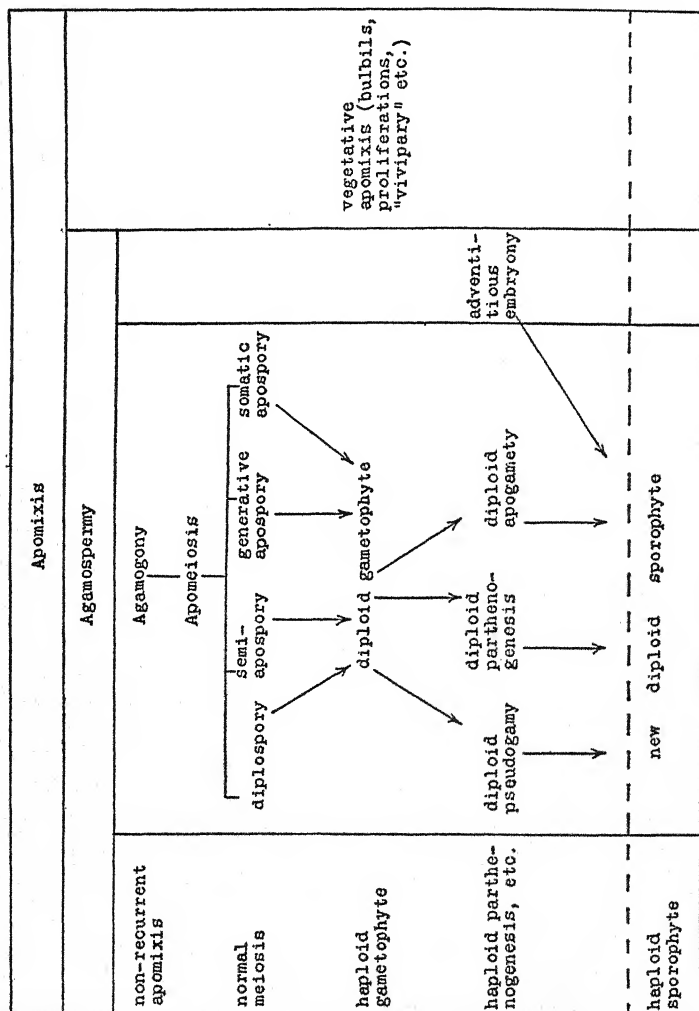 Apomixis
Agamospermy
vegetative
apomixis (bulbils,
proliferations,
"vivipary" etc.)
non-recurrent
apomixis
Agamogony
Apomeiosis
normal
meiosis
diplospory
semi-
apospory
generative
apospory
somatic
apospory
haploid
gametophyte
diploid gametophyte
haploid parthe-
nogenesis, etc.
diploid
pseudogamy
diploid
partheno-
genesis
diploid
apogamety
adventi-
tious
embryony
haploid
sporophyte
new diploid sporophyte